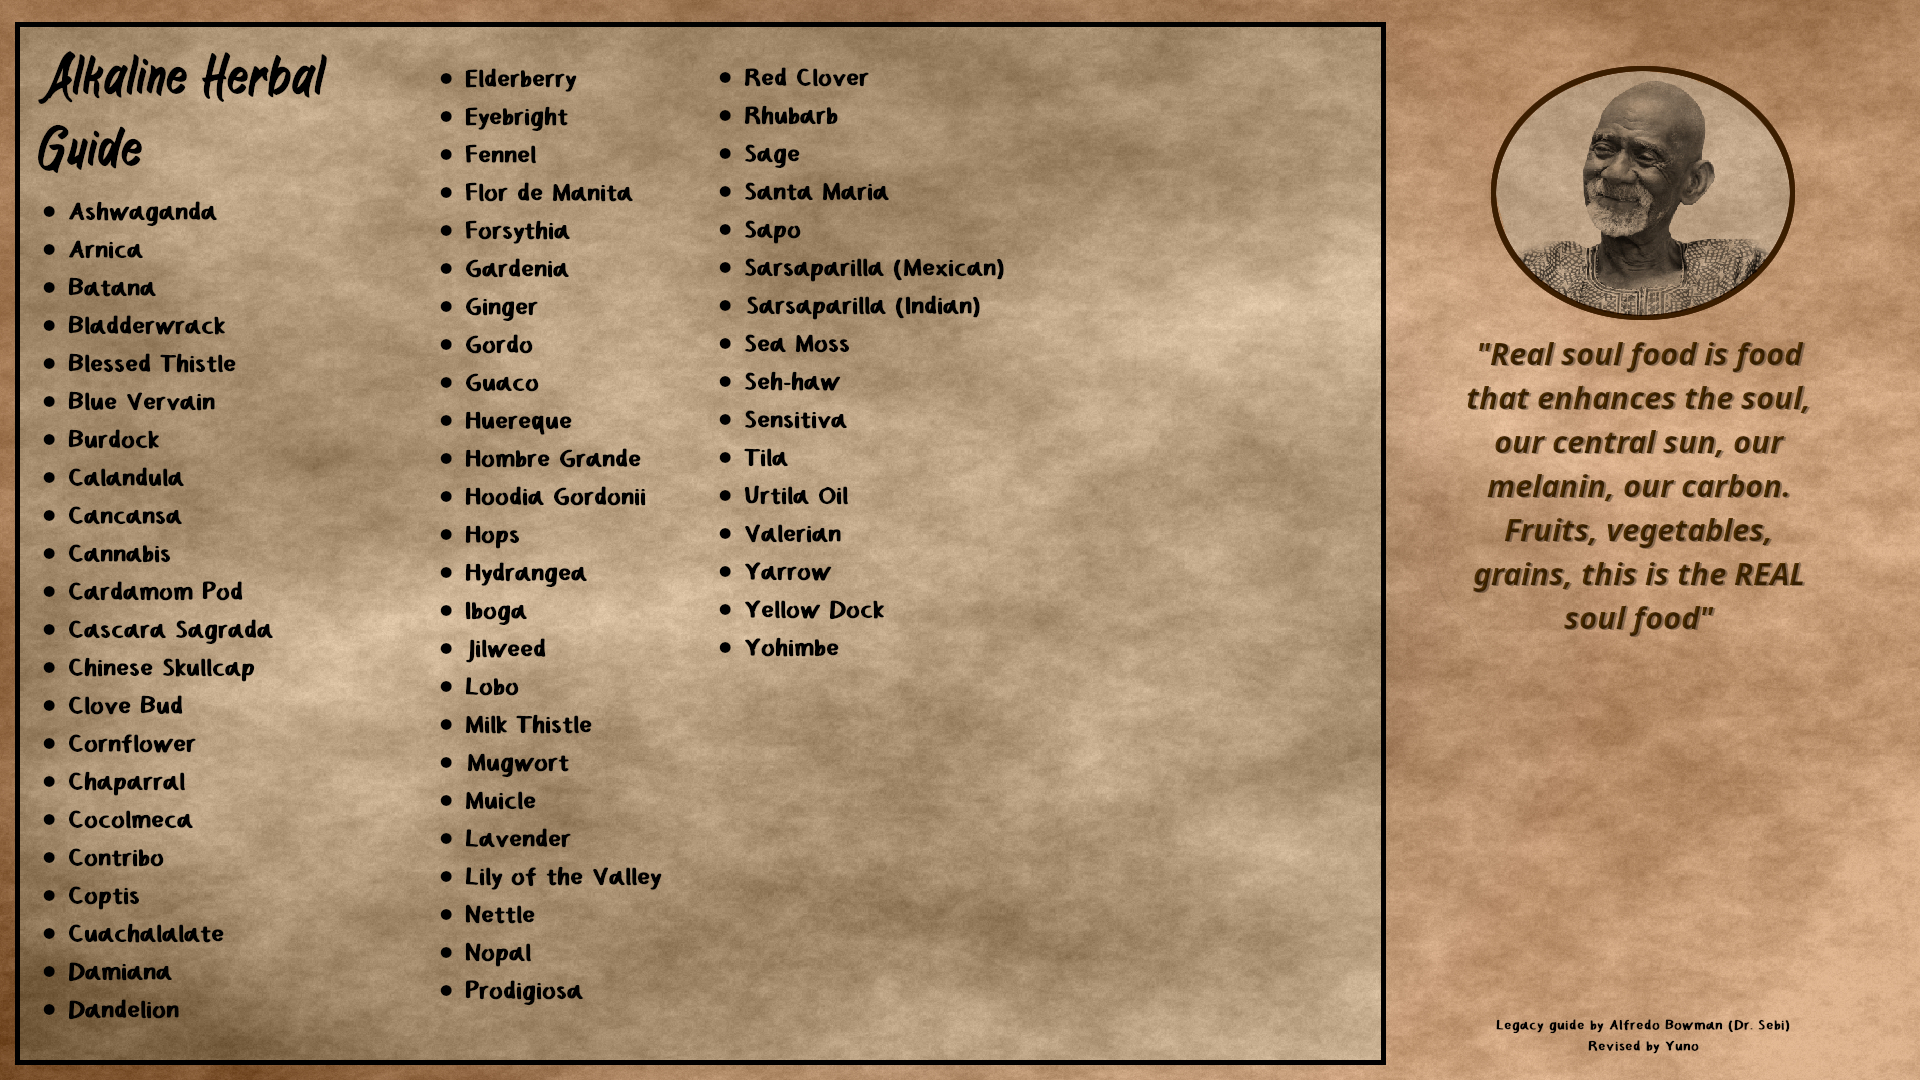 Alkaline Herbal
Guide
• Ashwaganda
• Arnica
• Batana
• Bladderwrack
• Blessed Thistle
• Blue Vervain
• Burdock
• Calandula
• Cancansa
• Cannabis
• Cardamom Pod
• Cascara Sagrada
• Chinese Skullcap
• Clove Bud
• Cornflower
• Chaparral
• Cocolmeca
• Contribo
• Coptis
• Cuachalalate
• Damiana
• Dandelion
• Elderberry
• Eyebright
• Fennel
• Flor de Manita
• Forsythia
• Gardenia
• Ginger
• Gordo
• Guaco
• Huereque
• Hombre Grande
• Hoodia Gordonii
• Hops
• Hydrangea
• Iboga
• Jilweed
• Lobo
• Milk Thistle
• Mugwort
• Muicle
• Lavender
• Lily of the Valley
• Nettle
• Nopal
• Prodigiosa
• Red Clover
• Rhubarb
• Sage
• Santa Maria
• Sapo
• Sarsaparilla (Mexican)
• Sarsaparilla (Indian)
• Sea Moss
• Seh-haw
• Sensitiva
• Tila
• Urtila Oil
• Valerian
• Yarrow
• Yellow Dock
• Yohimbe
"Real soul food is food
that enhances the soul,
our central sun, our
melanin, our carbon.
Fruits, vegetables,
grains, this is the REAL
soul food"
Legacy guide by Alfredo Bowman (Dr. Sebi)
Revised by Yuno